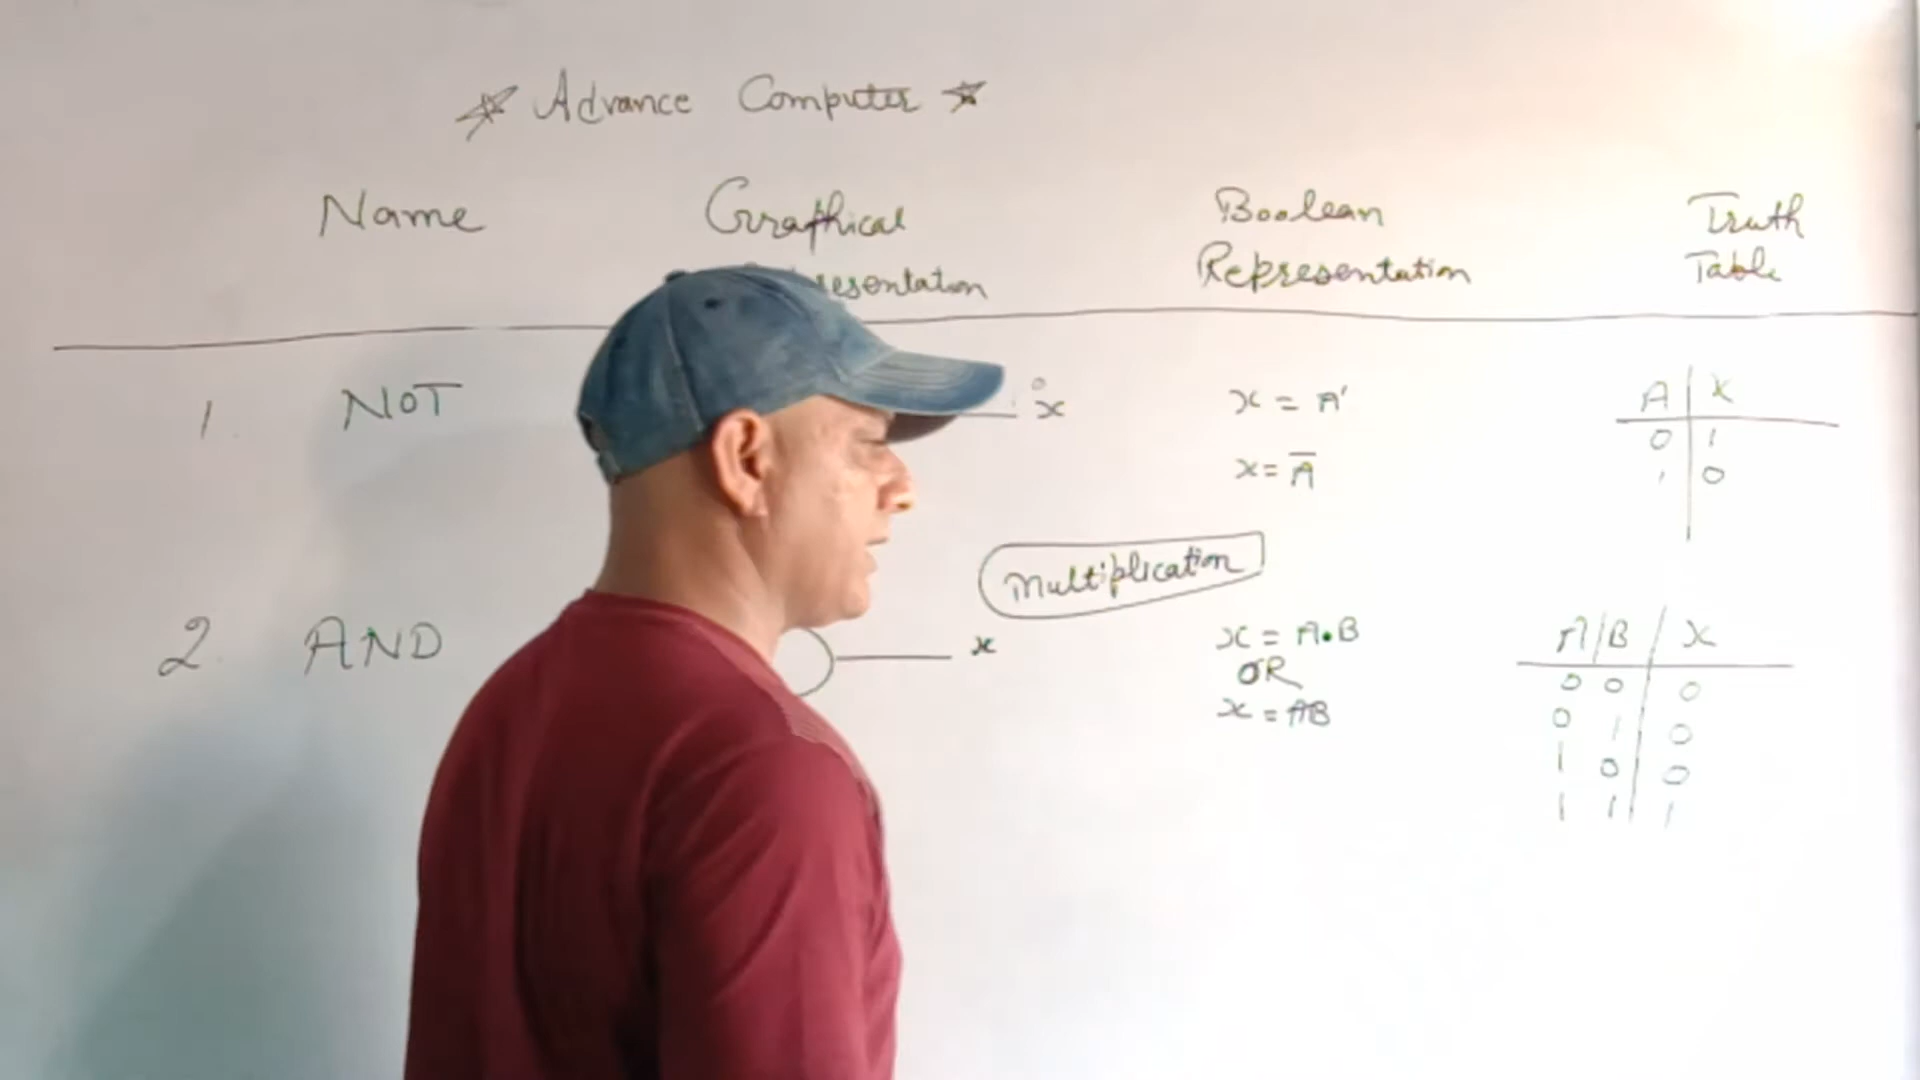 Advance Computer
Name
Graphical
Boolean
Representation
Truth
Table
1. NOT
x
x = A'
x = A̅
A X
0 1
1 0
Multiplication
2. AND
x
x = A.B
OR
x = AB
A B X
0 0 0
0 1 0
1 0 0
1 1 1